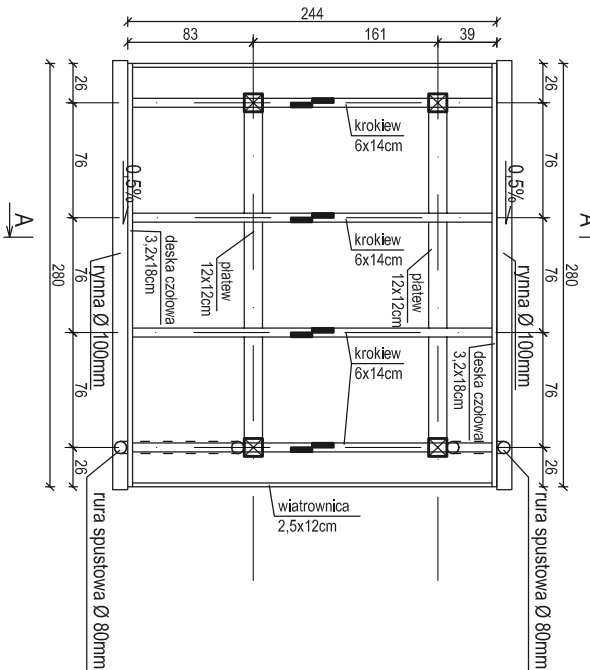 244
83
161
39
26
26
krokiew
6x14cm
76
76
0,5%
0,5%
A
A
krokiew
6x14cm
280
76
rynna Ø 100mm
deska czołowa
3,2x18cm
płatew
12x12cm
płatew
12x12cm
rynna Ø 100mm
76
280
krokiew
6x14cm
deska czołowa
3,2x18cm
76
76
26
26
wiatrownica
2,5x12cm
rura spustowa Ø 80mm
rura spustowa Ø 80mm